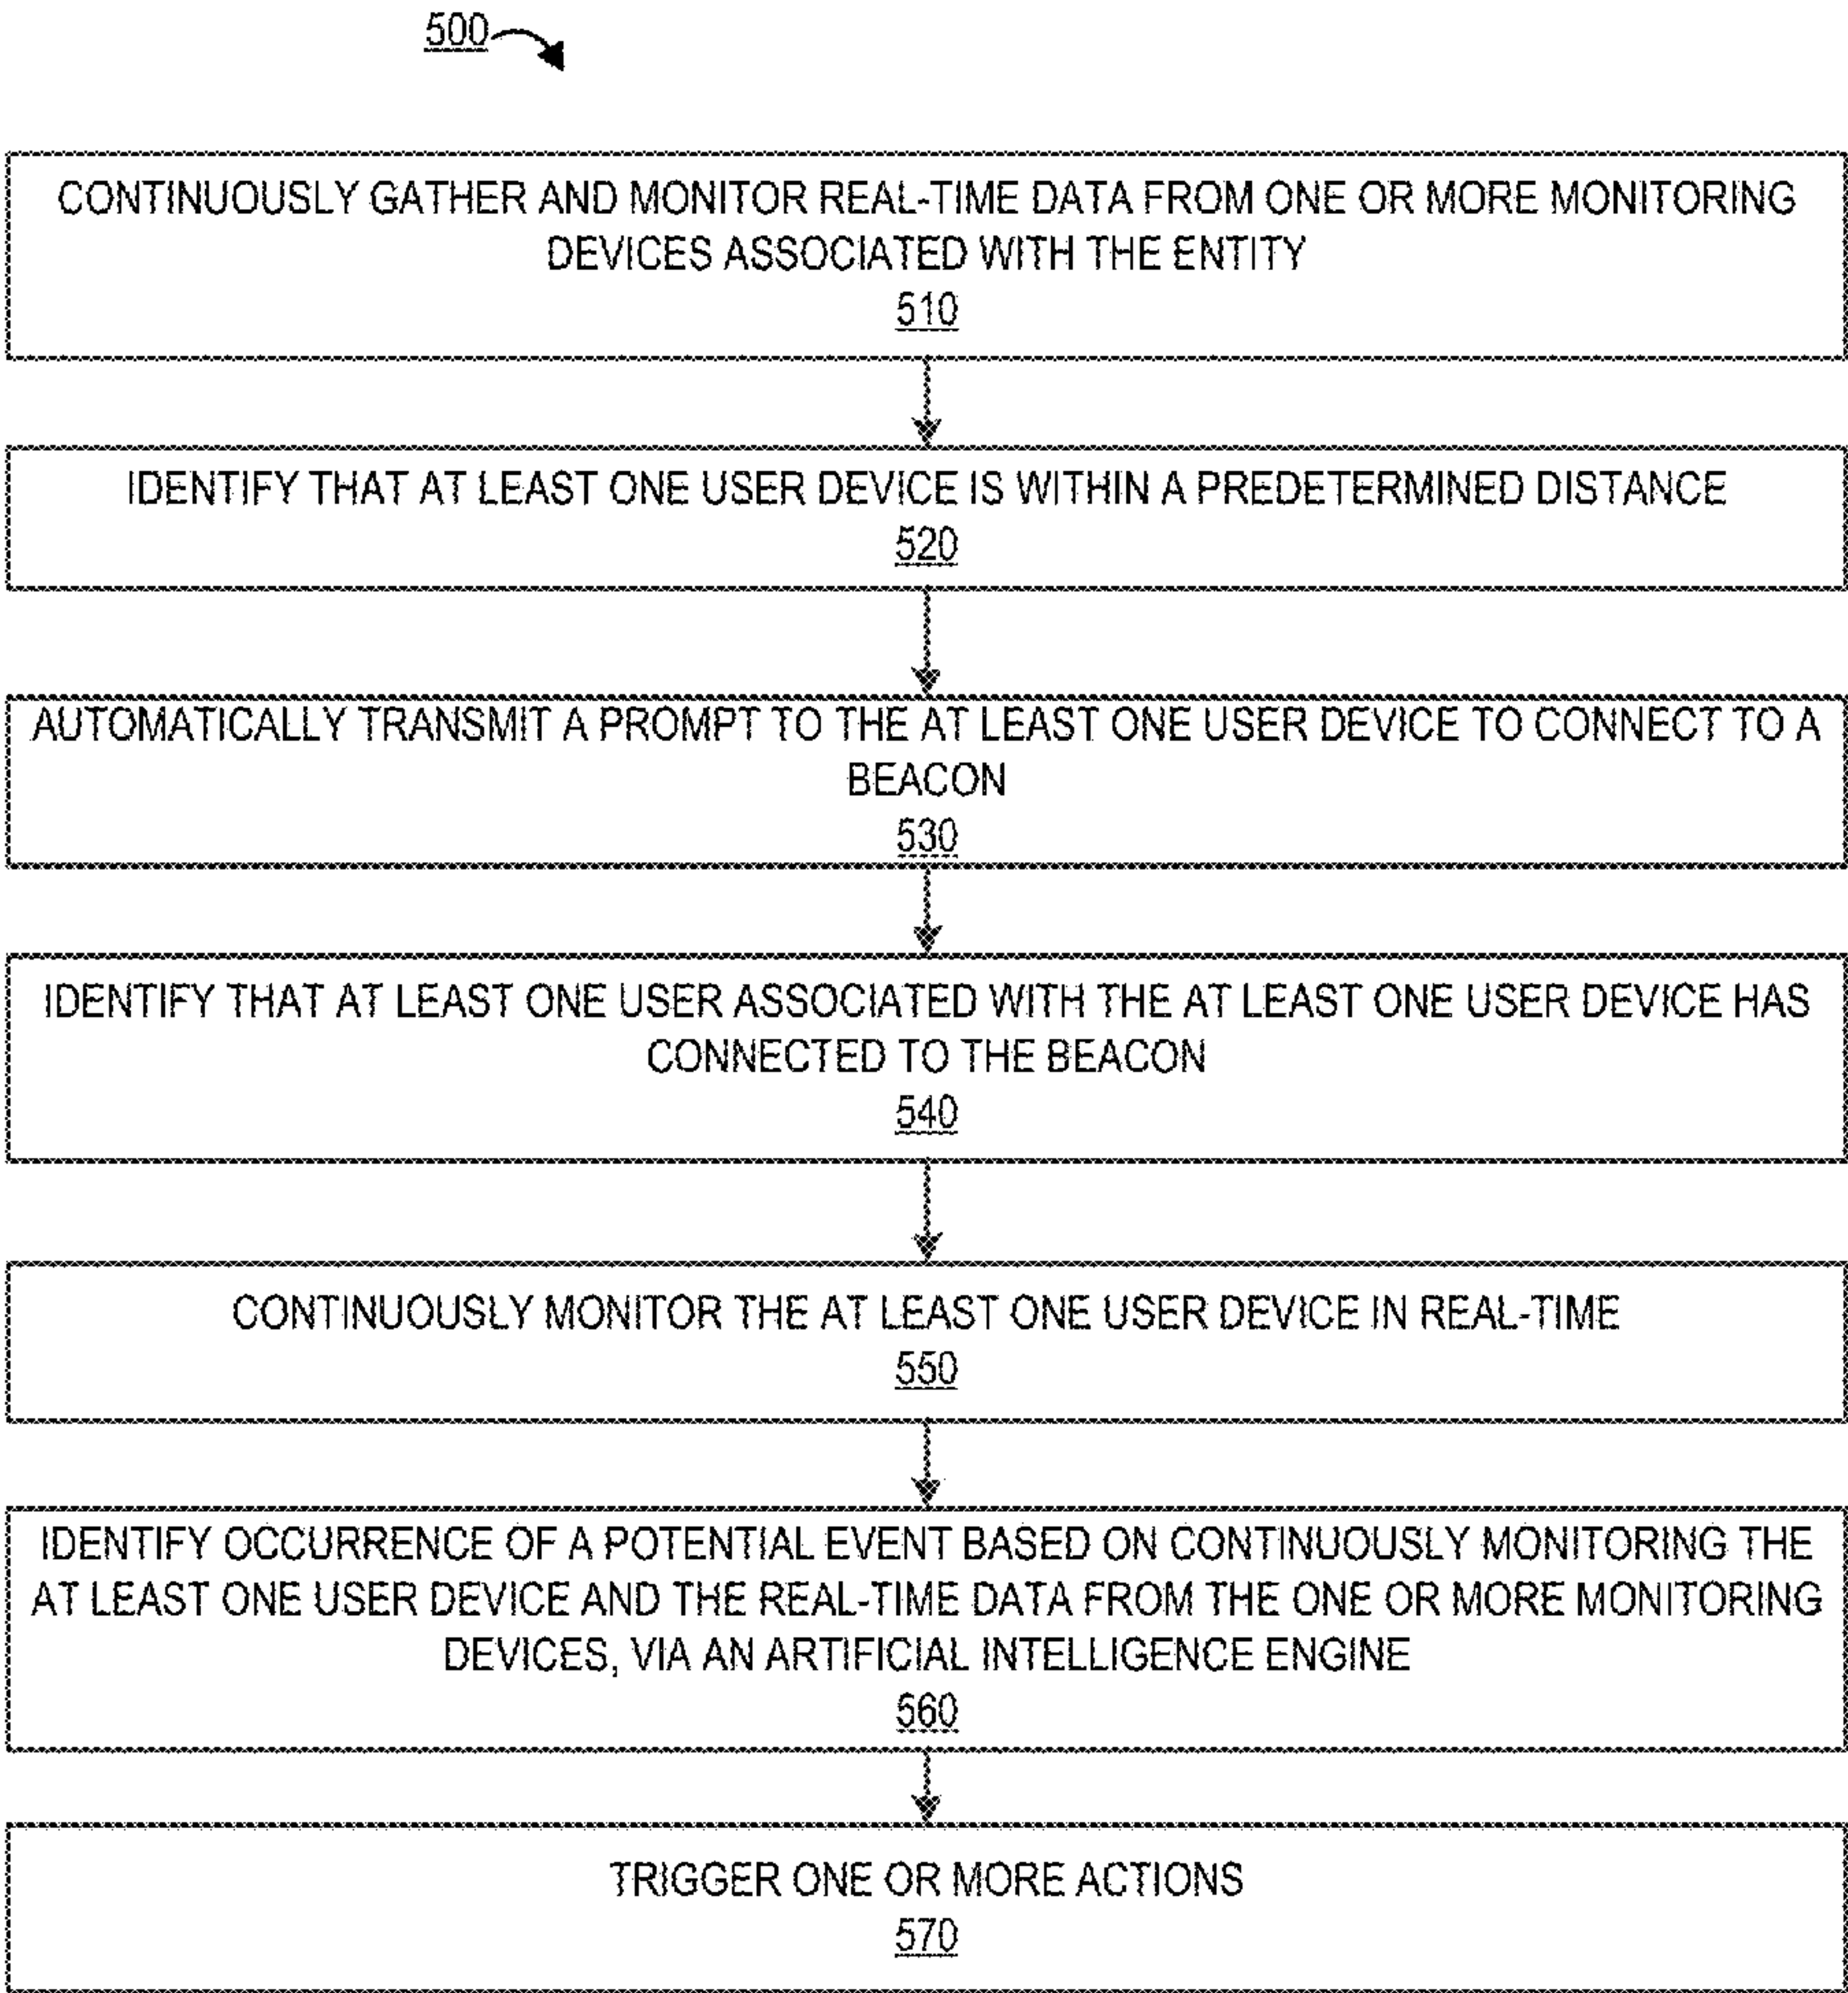 500
CONTINUOUSLY GATHER AND MONITOR REAL-TIME DATA FROM ONE OR MORE MONITORING
DEVICES ASSOCIATED WITH THE ENTITY
510
IDENTIFY THAT AT LEAST ONE USER DEVICE IS WITHIN A PREDETERMINED DISTANCE
520
AUTOMATICALLY TRANSMIT A PROMPT TO THE AT LEAST ONE USER DEVICE TO CONNECT TO A
BEACON
530
IDENTIFY THAT AT LEAST ONE USER ASSOCIATED WITH THE AT LEAST ONE USER DEVICE HAS
CONNECTED TO THE BEACON
540
CONTINUOUSLY MONITOR THE AT LEAST ONE USER DEVICE IN REAL-TIME
550
IDENTIFY OCCURRENCE OF A POTENTIAL EVENT BASED ON CONTINUOUSLY MONITORING THE
AT LEAST ONE USER DEVICE AND THE REAL-TIME DATA FROM THE ONE OR MORE MONITORING
DEVICES, VIA AN ARTIFICIAL INTELLIGENCE ENGINE
560
TRIGGER ONE OR MORE ACTIONS
570